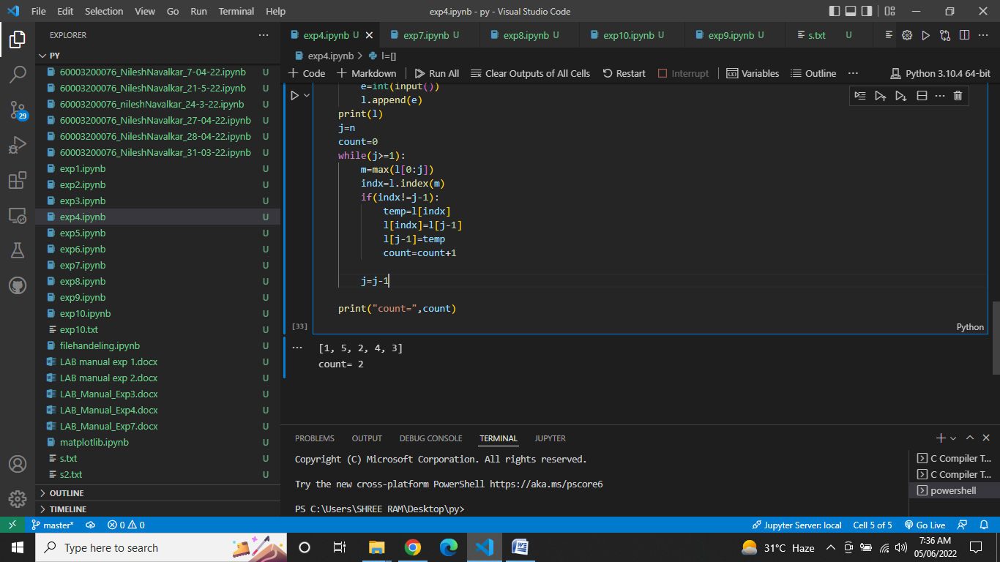 File Edit Selection View Go Run Terminal Help exp4.ipynb - py - Visual Studio Code
EXPLORER
PY
60003200076_NileshNavalkar_7-04-22.ipynb U
60003200076_NileshNavalkar_21-5-22.ipynb U
60003200076_nileshNavalkar_24-3-22.ipynb U
60003200076_NileshNavalkar_27-04-22.ipynb U
60003200076_NileshNavalkar_28-04-22.ipynb U
60003200076_NileshNavalkar_31-03-22.ipynb U
exp1.ipynb U
exp2.ipynb U
exp3.ipynb U
exp4.ipynb U
exp5.ipynb U
exp6.ipynb U
exp7.ipynb U
exp8.ipynb U
exp9.ipynb U
exp10.ipynb U
exp10.txt U
filehandeling.ipynb U
LAB manual exp 1.docx U
LAB manual exp 2.docx U
LAB_Manual_Exp3.docx U
LAB_Manual_Exp4.docx U
LAB_Manual_Exp7.docx U
matplotlib.ipynb U
s.txt U
s2.txt U
OUTLINE
TIMELINE
29
exp4.ipynb U exp7.ipynb U exp8.ipynb U exp10.ipynb U exp9.ipynb U s.txt U
exp4.ipynb > l=[]
+ Code + Markdown Run All Clear Outputs of All Cells Restart Interrupt Variables Outline ... Python 3.10.4 64-bit
e=int(input())
l.append(e)
print(l)
j=n
count=0
while(j>=1):
m=max(l[0:j])
indx=l.index(m)
if(indx!=j-1):
temp=l[indx]
l[indx]=l[j-1]
l[j-1]=temp
count=count+1
j=j-1
print("count=",count)
[33] Python
[1, 5, 2, 4, 3]
count= 2
PROBLEMS OUTPUT DEBUG CONSOLE TERMINAL JUPYTER
Copyright (C) Microsoft Corporation. All rights reserved.
Try the new cross-platform PowerShell https://aka.ms/pscore6
PS C:\Users\SHREE RAM\Desktop\py>
C Compiler T...
C Compiler T...
powershell
master* 0 0 Jupyter Server: local Cell 5 of 5 Go Live
Type here to search 31°C Haze 7:36 AM
05/06/2022